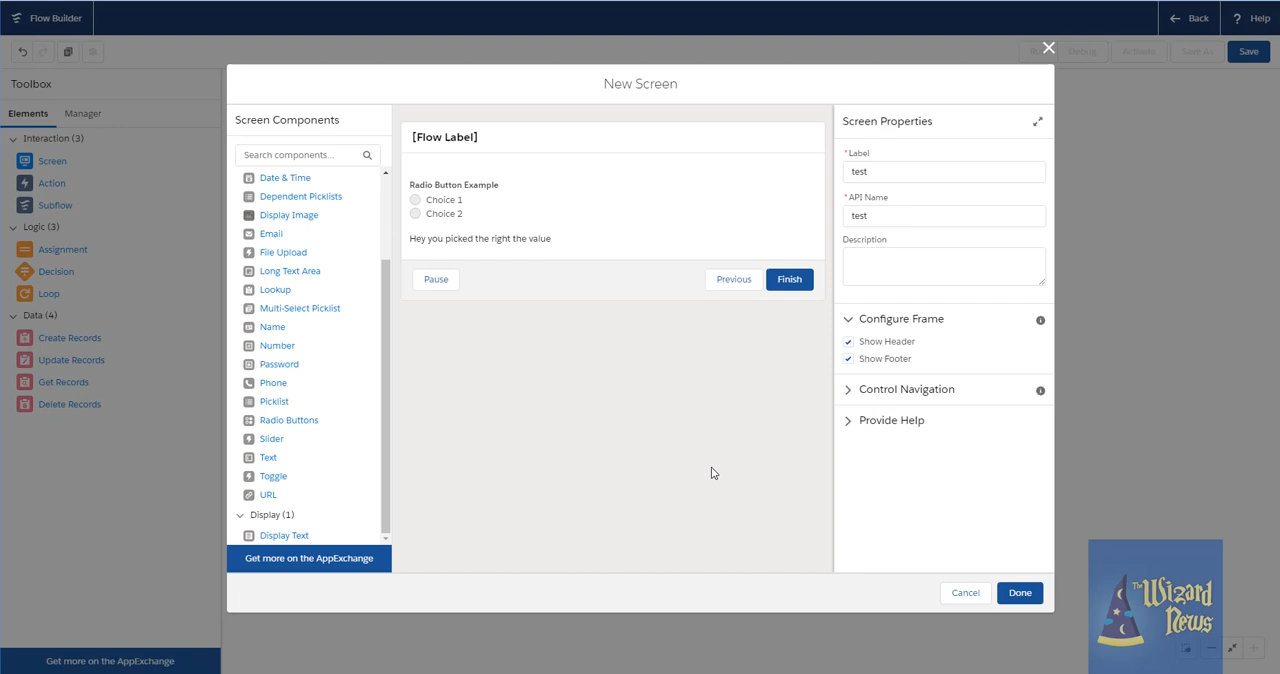 Flow Builder
Back
Help
Debug
Actions
Save As
Save
Toolbox
Elements
Manager
Interaction (3)
Screen
Action
Subflow
Logic (3)
Assignment
Decision
Loop
Data (4)
Create Records
Update Records
Get Records
Delete Records
Get more on the AppExchange
New Screen
Screen Components
Search components...
Date & Time
Dependent Picklists
Display Image
Email
File Upload
Long Text Area
Lookup
Multi-Select Picklist
Name
Number
Password
Phone
Picklist
Radio Buttons
Slider
Text
Toggle
URL
Display (1)
Display Text
Get more on the AppExchange
[Flow Label]
Radio Button Example
Choice 1
Choice 2
Hey you picked the right the value
Pause
Previous
Finish
Screen Properties
*Label
test
*API Name
test
Description
Configure Frame
Show Header
Show Footer
Control Navigation
Provide Help
Cancel
Done
The Wizard
News